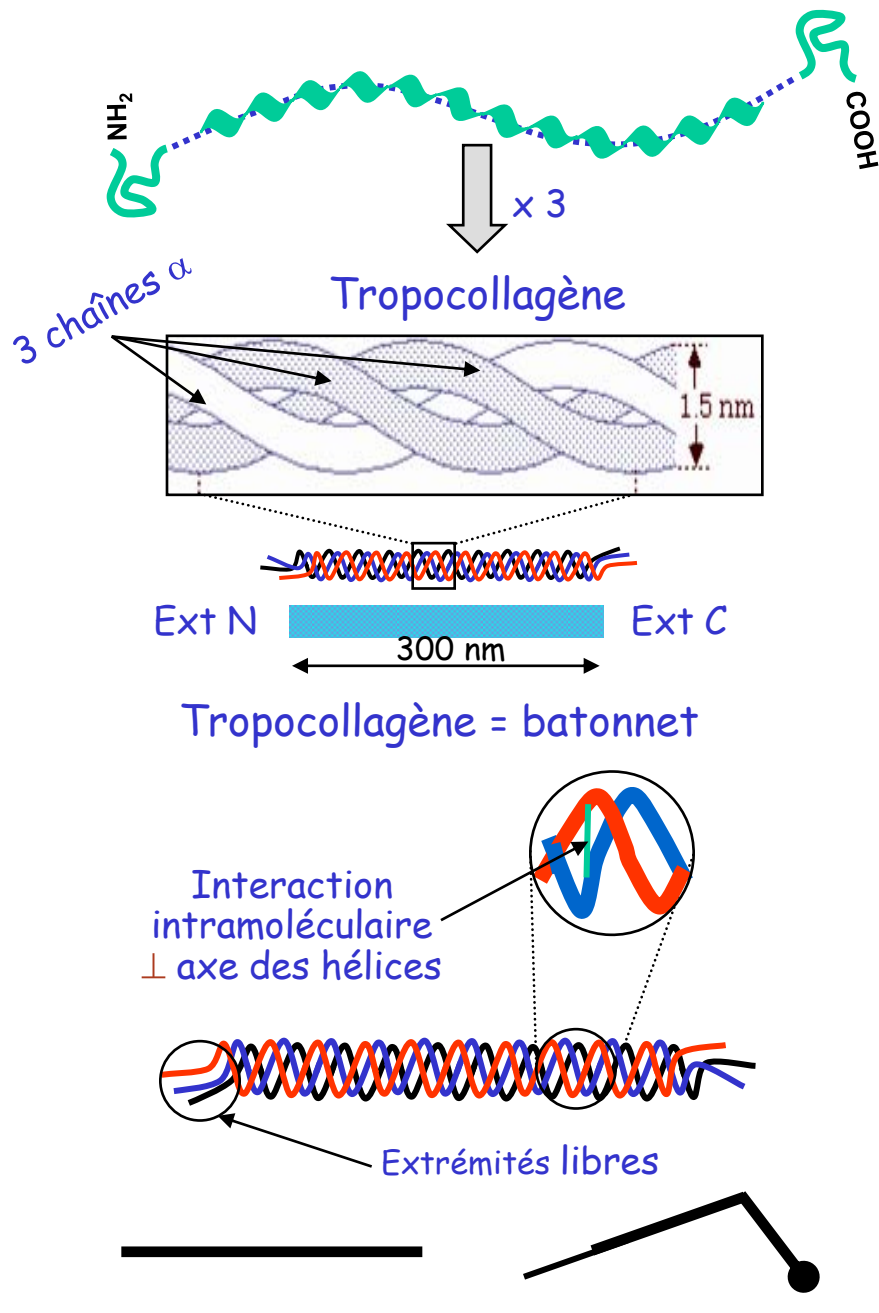 NH2
COOH
x 3
3 chaînes α
Tropocollagène
1.5 nm
Ext N
Ext C
300 nm
Tropocollagène = batonnet
Interaction
intramoléculaire
⊥ axe des hélices
Extrémités libres